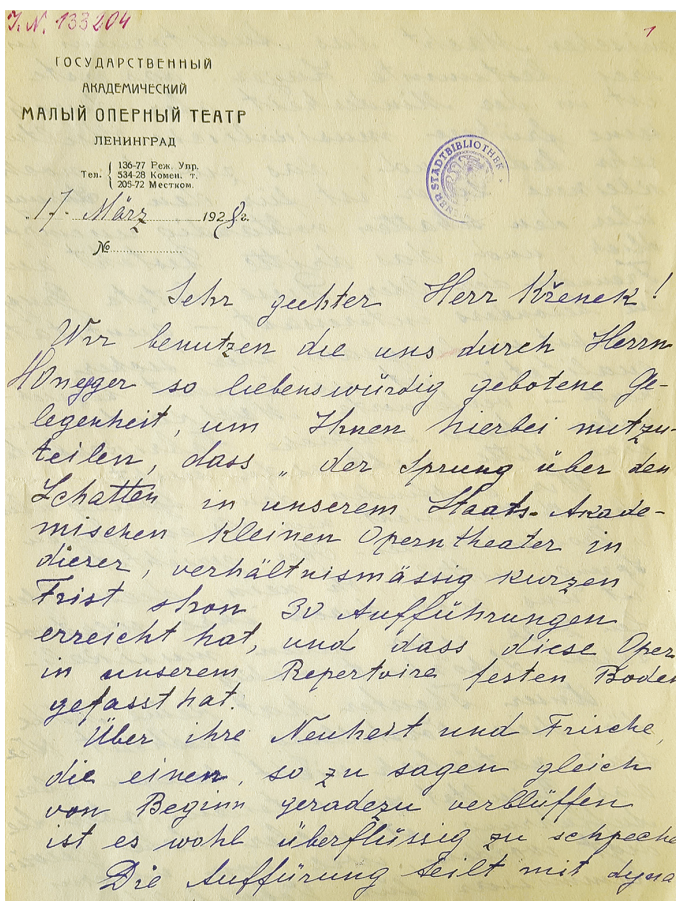 I.N. 133204
1
ГОСУДАРСТВЕННЫЙ
АКАДЕМИЧЕСКИЙ
МАЛЫЙ ОПЕРНЫЙ ТЕАТР
ЛЕНИНГРАД
Тел. { 136-77 Реж. Упр.
534-28 Комен. т.
205-72 Местком.
STADTBIBLIOTHEK
17. März 1928 г.
№
Sehr geehter Herr Křenek!
Wir benutzen die uns durch Herrn
Honegger so liebenswürdig gebotene Ge-
legenheit, um Ihnen hierbei mitzu-
teilen, dass „der Sprung über den
Schatten in unserem Staats-Akade-
mischen Kleinen Operntheater in
dieser, verhältnismässig kurzen
Frist schon 30 Aufführungen
erreicht hat, und dass diese Oper
in unserem Repertoire festen Boden
gefasst hat.
Über ihre Neuheit und Frische,
die einen, so zu sagen gleich
von Beginn geradezu verblüffen
ist es wohl überflüssig zu schpeche
Die Auffürung teilt mit dyna